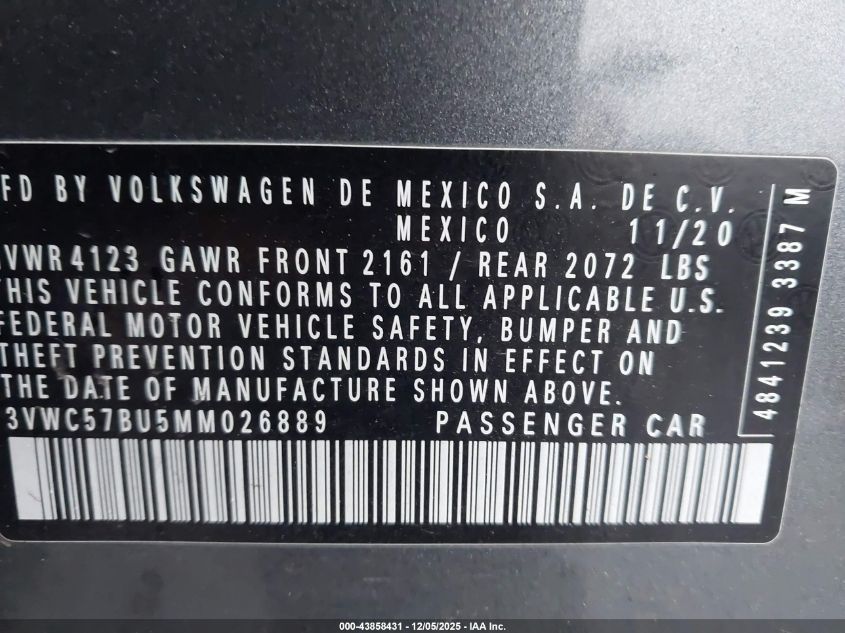 FD BY VOLKSWAGEN DE MEXICO S.A. DE C.V.
MEXICO 11/20
VWR 4123 GAWR FRONT 2161 / REAR 2072 LBS
THIS VEHICLE CONFORMS TO ALL APPLICABLE U.S.
FEDERAL MOTOR VEHICLE SAFETY, BUMPER AND
THEFT PREVENTION STANDARDS IN EFFECT ON
THE DATE OF MANUFACTURE SHOWN ABOVE.
3VWC57BU5MM026889 PASSENGER CAR
4841239 3387 M
000-43858431 - 12/05/2025 - IAA Inc.